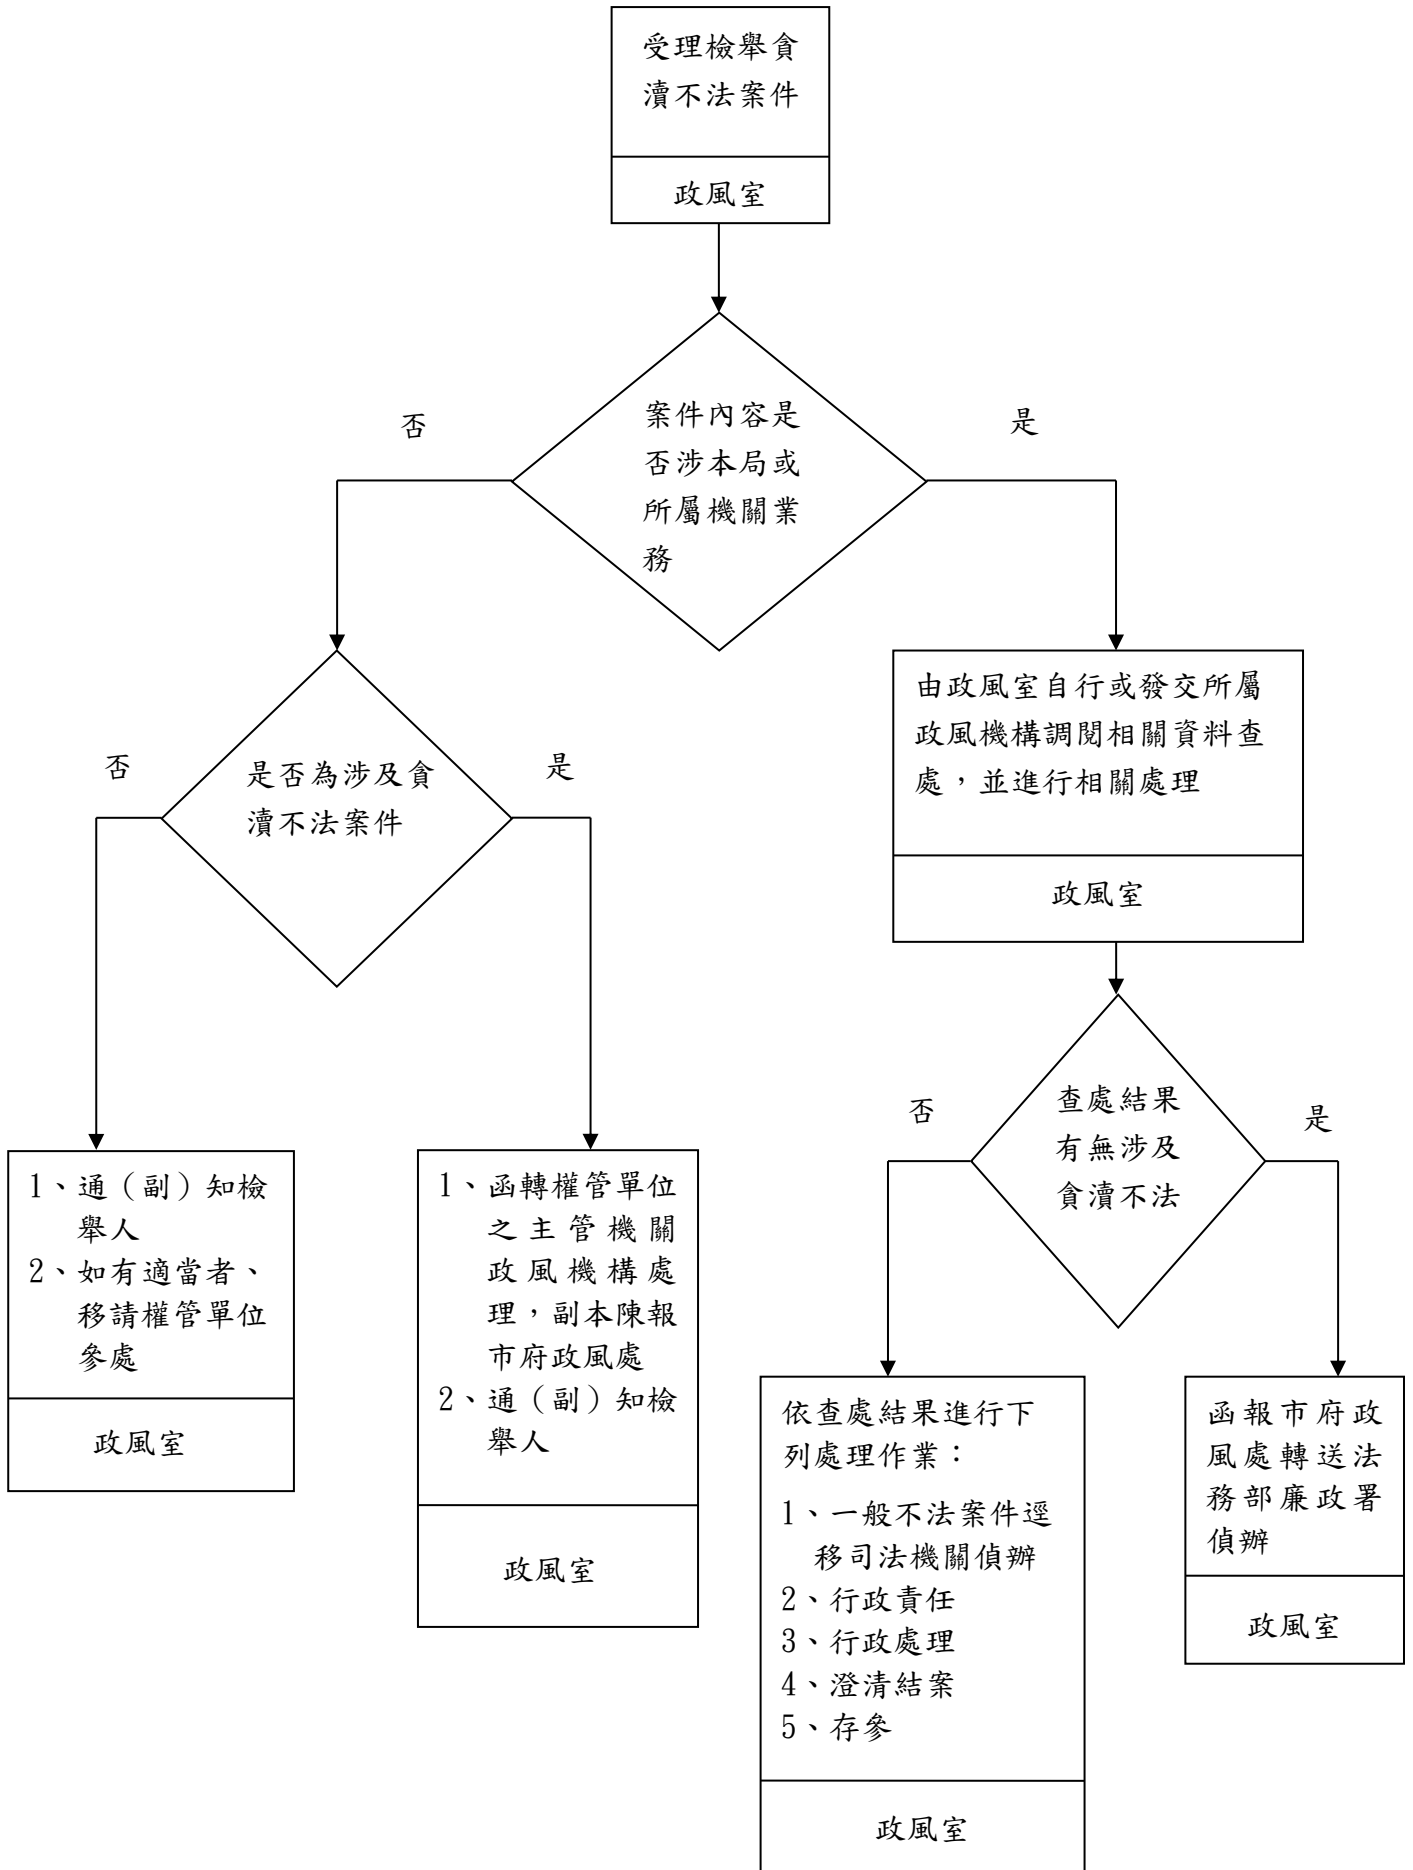 受理檢舉貪
瀆不法案件
政風室
案件內容是
否涉本局或
所屬機關業
務
否
是
是否為涉及貪
瀆不法案件
否
是
由政風室自行或發交所屬
政風機構調閱相關資料查
處，並進行相關處理
政風室
查處結果
有無涉及
貪瀆不法
否
是
1、通（副）知檢
舉人
2、如有適當者、
移請權管單位
參處
政風室
1、函轉權管單位
之主管機關
政風機構處
理，副本陳報
市府政風處
2、通（副）知檢
舉人
政風室
依查處結果進行下
列處理作業：
1、一般不法案件逕
移司法機關偵辦
2、行政責任
3、行政處理
4、澄清結案
5、存參
政風室
函報市府政
風處轉送法
務部廉政署
偵辦
政風室